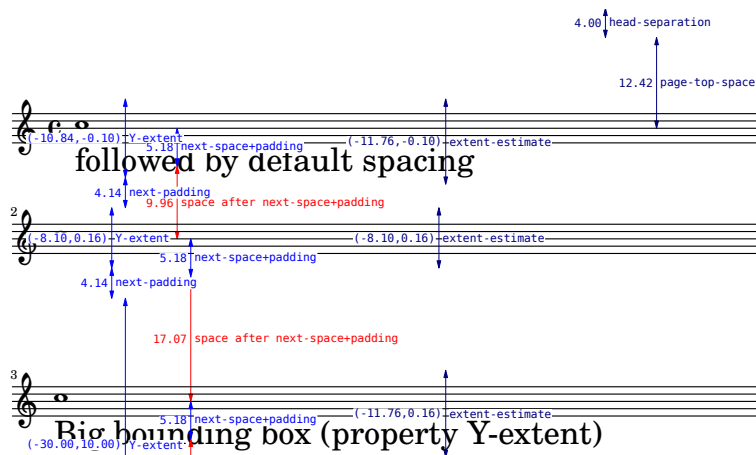 4.00 head-separation
12.42 page-top-space
(-10.84,-0.10) Y-extent
5.18 next-space+padding
(-11.76,-0.10) extent-estimate
followed by default spacing
4.14 next-padding
9.96 space after next-space+padding
2
(-8.10,0.16) Y-extent
(-8.10,0.16) extent-estimate
5.18 next-space+padding
4.14 next-padding
17.07 space after next-space+padding
3
(-11.76,0.16) extent-estimate
5.18 next-space+padding
Big bounding box (property Y-extent)
(-30.00,10.00) Y-extent